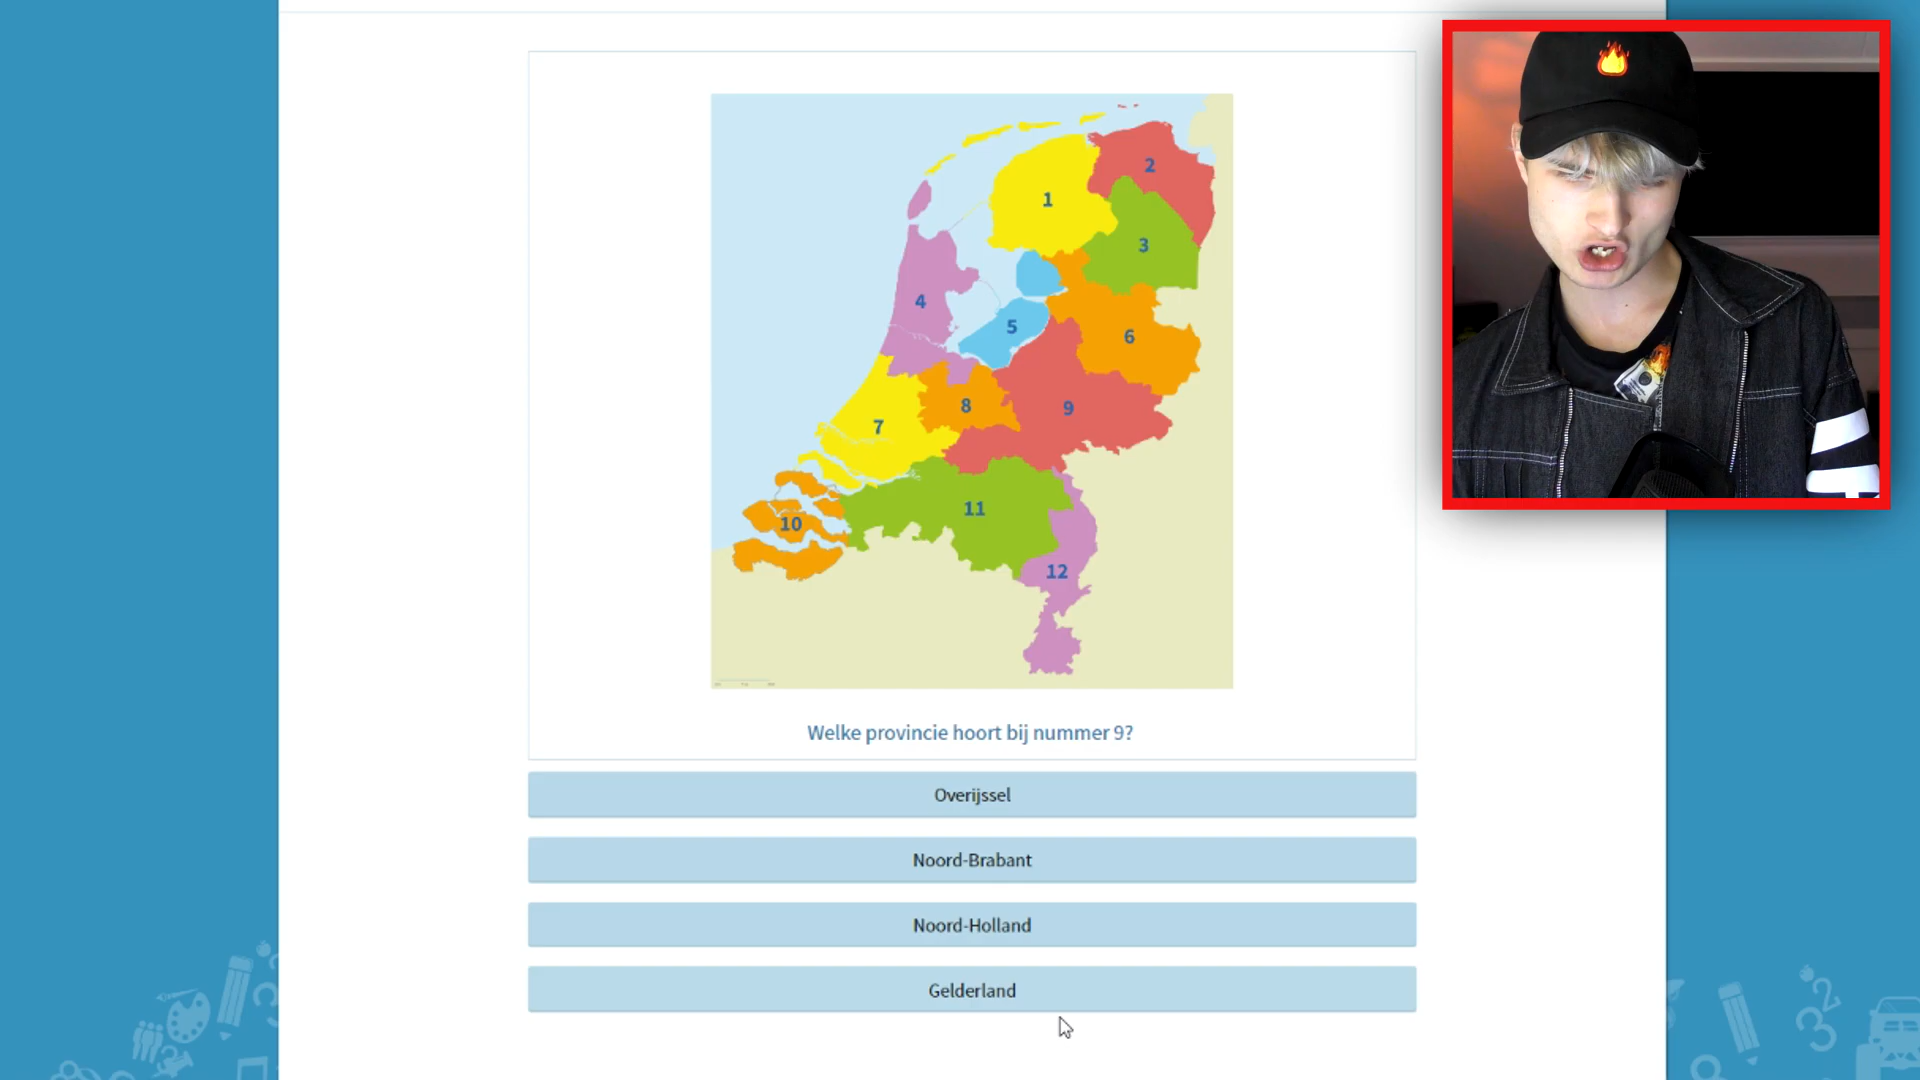 2
1
3
4
5
6
8
9
7
11
10
12
Welke provincie hoort bij nummer 9?
Overijssel
Noord-Brabant
Noord-Holland
Gelderland